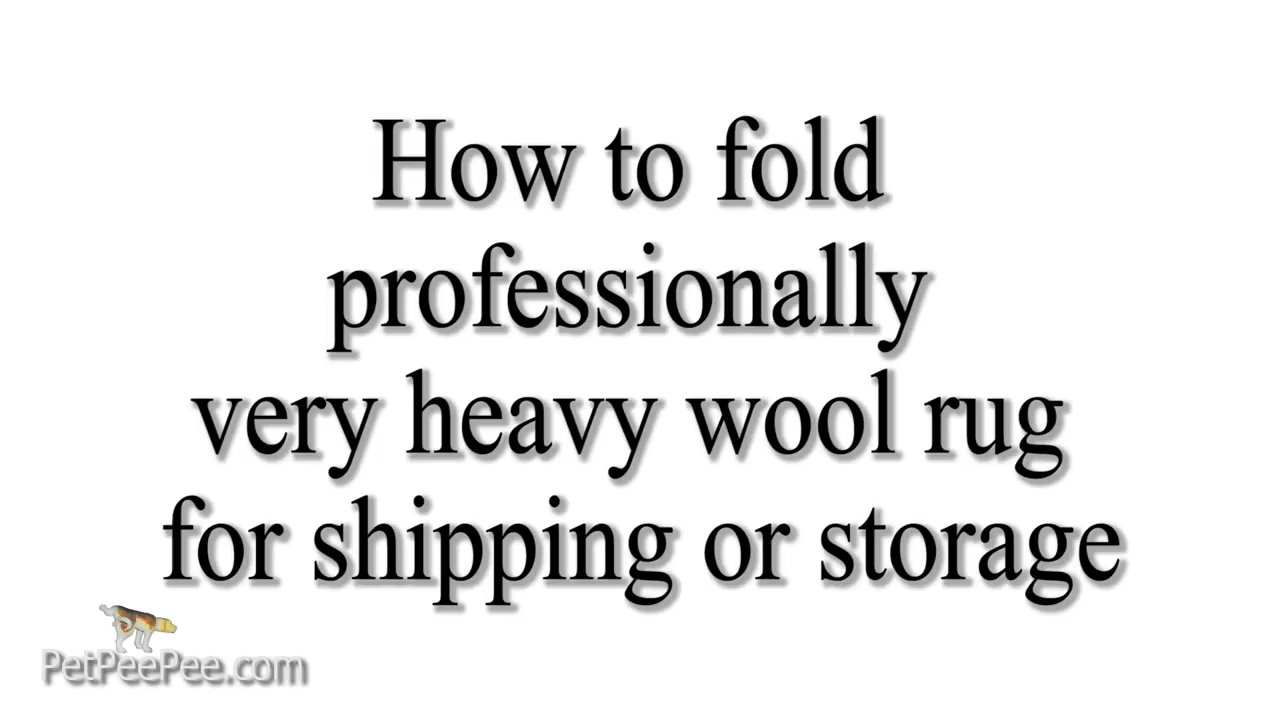 How to fold
professionally
very heavy wool rug
for shipping or storage
PetPeePee.com